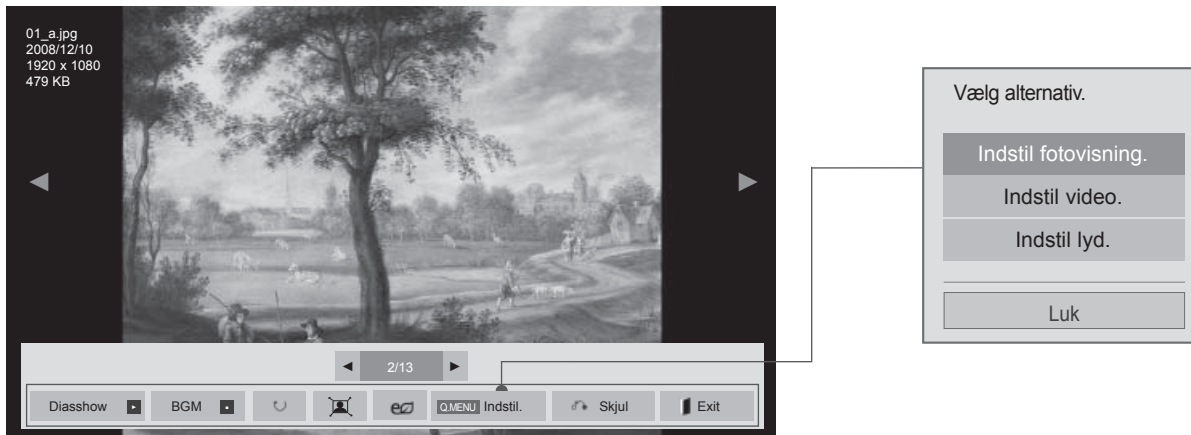 01_a.jpg
2008/12/10
1920 x 1080
479 KB
2/13
Diasshow BGM Q.MENU Indstil. Skjul Exit
Vælg alternativ.
Indstil fotovisning.
Indstil video.
Indstil lyd.
Luk